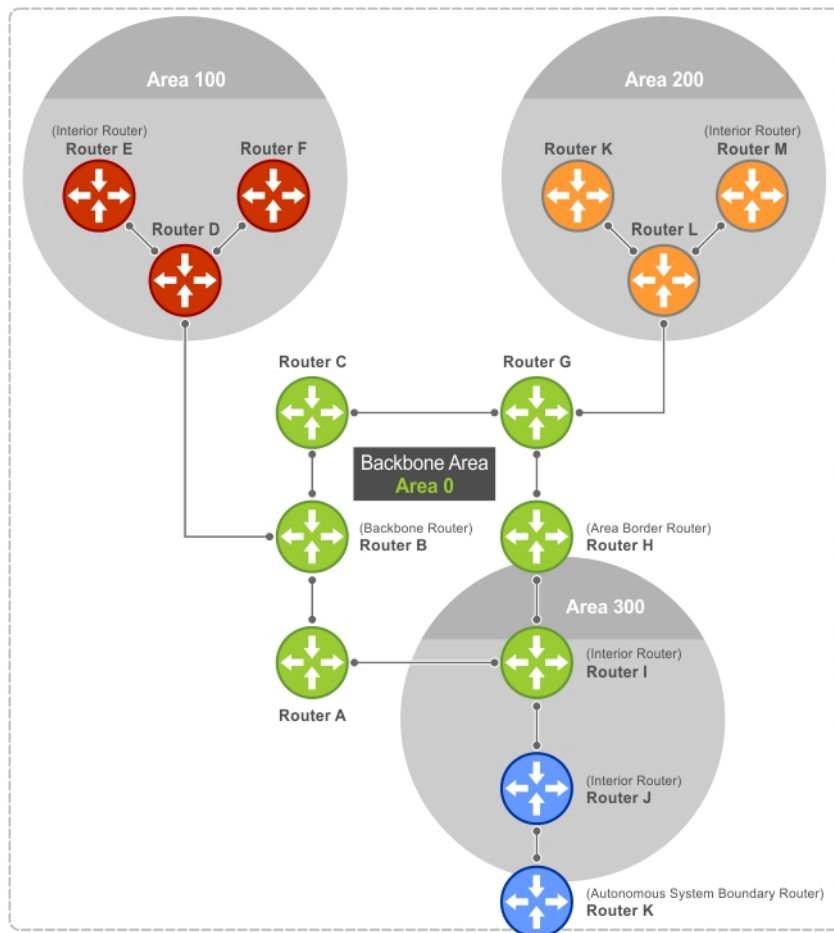 Area 100
Area 200
(Interior Router)
Router E
Router F
Router K
(Interior Router)
Router M
Router D
Router L
Router C
Router G
Backbone Area
Area 0
(Backbone Router)
Router B
(Area Border Router)
Router H
Area 300
(Interior Router)
Router I
Router A
(Interior Router)
Router J
(Autonomous System Boundary Router)
Router K